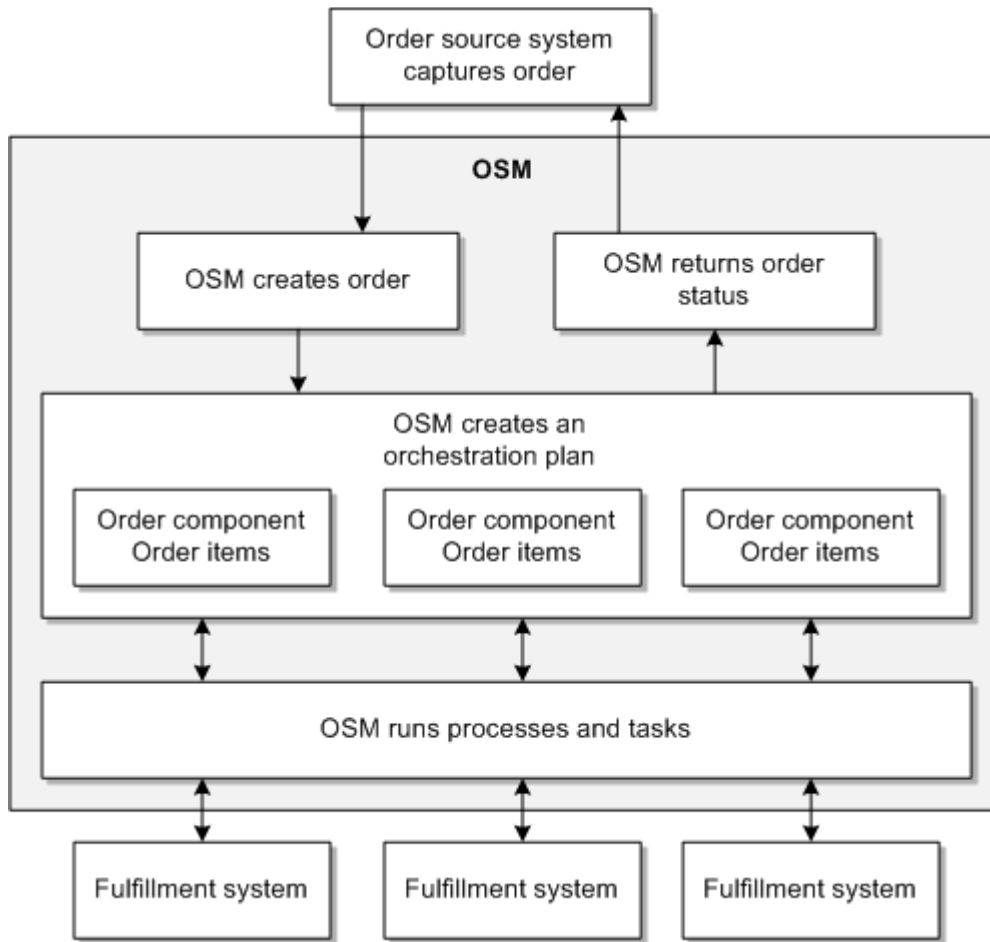 Order source system
captures order
OSM
OSM creates order
OSM returns order
status
OSM creates an
orchestration plan
Order component
Order items
Order component
Order items
Order component
Order items
OSM runs processes and tasks
Fulfillment system
Fulfillment system
Fulfillment system